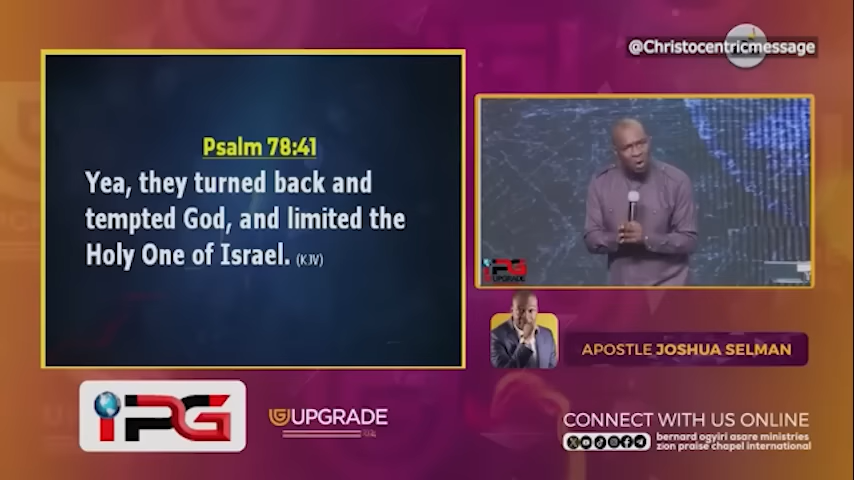 @Christocentricmessage
Psalm 78:41
Yea, they turned back and
tempted God, and limited the
Holy One of Israel. (KJV)
iPG
UPGRADE
APOSTLE JOSHUA SELMAN
iPG
UPGRADE
CONNECT WITH US ONLINE
bernard ogyiri asare ministries
zion praise chapel international